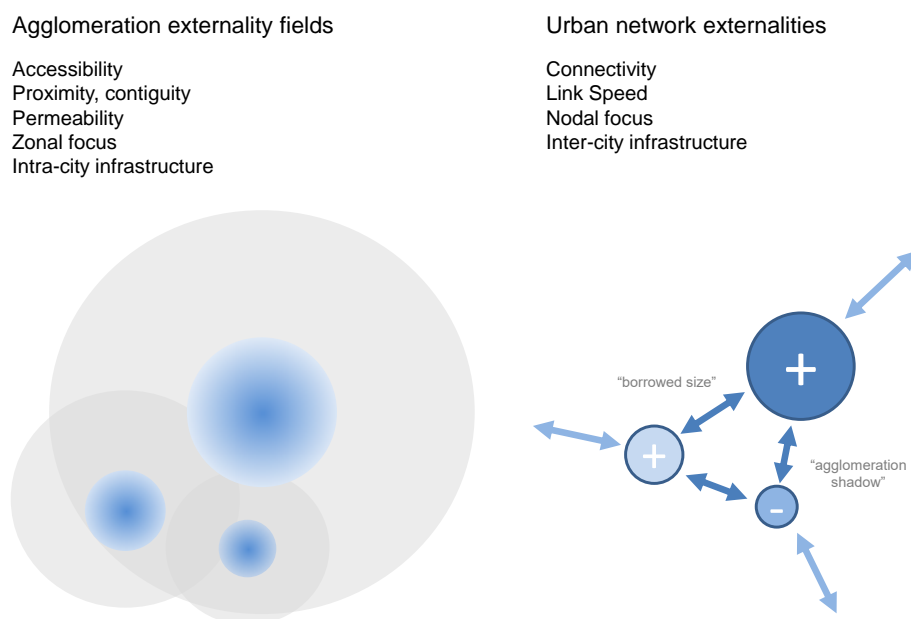 Agglomeration externality fields
Accessibility
Proximity, contiguity
Permeability
Zonal focus
Intra-city infrastructure
Urban network externalities
Connectivity
Link Speed
Nodal focus
Inter-city infrastructure
“borrowed size”
+
+
“agglomeration
shadow”
-